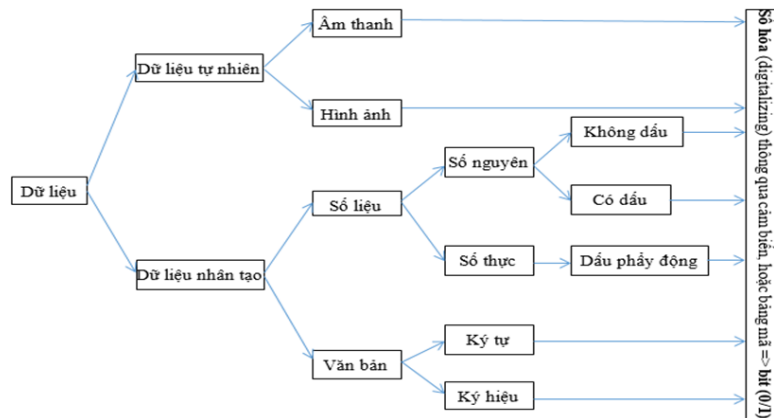 Âm thanh
Dữ liệu tự nhiên
Hình ảnh
Không dấu
Số nguyên
Dữ liệu
Số liệu
Có dấu
Dữ liệu nhân tạo
Số thực
Dấu phẩy động
Văn bản
Ký tự
Ký hiệu
Số hóa (digitalizing) thông qua cảm biến, hoặc bảng mã => bit (0/1)